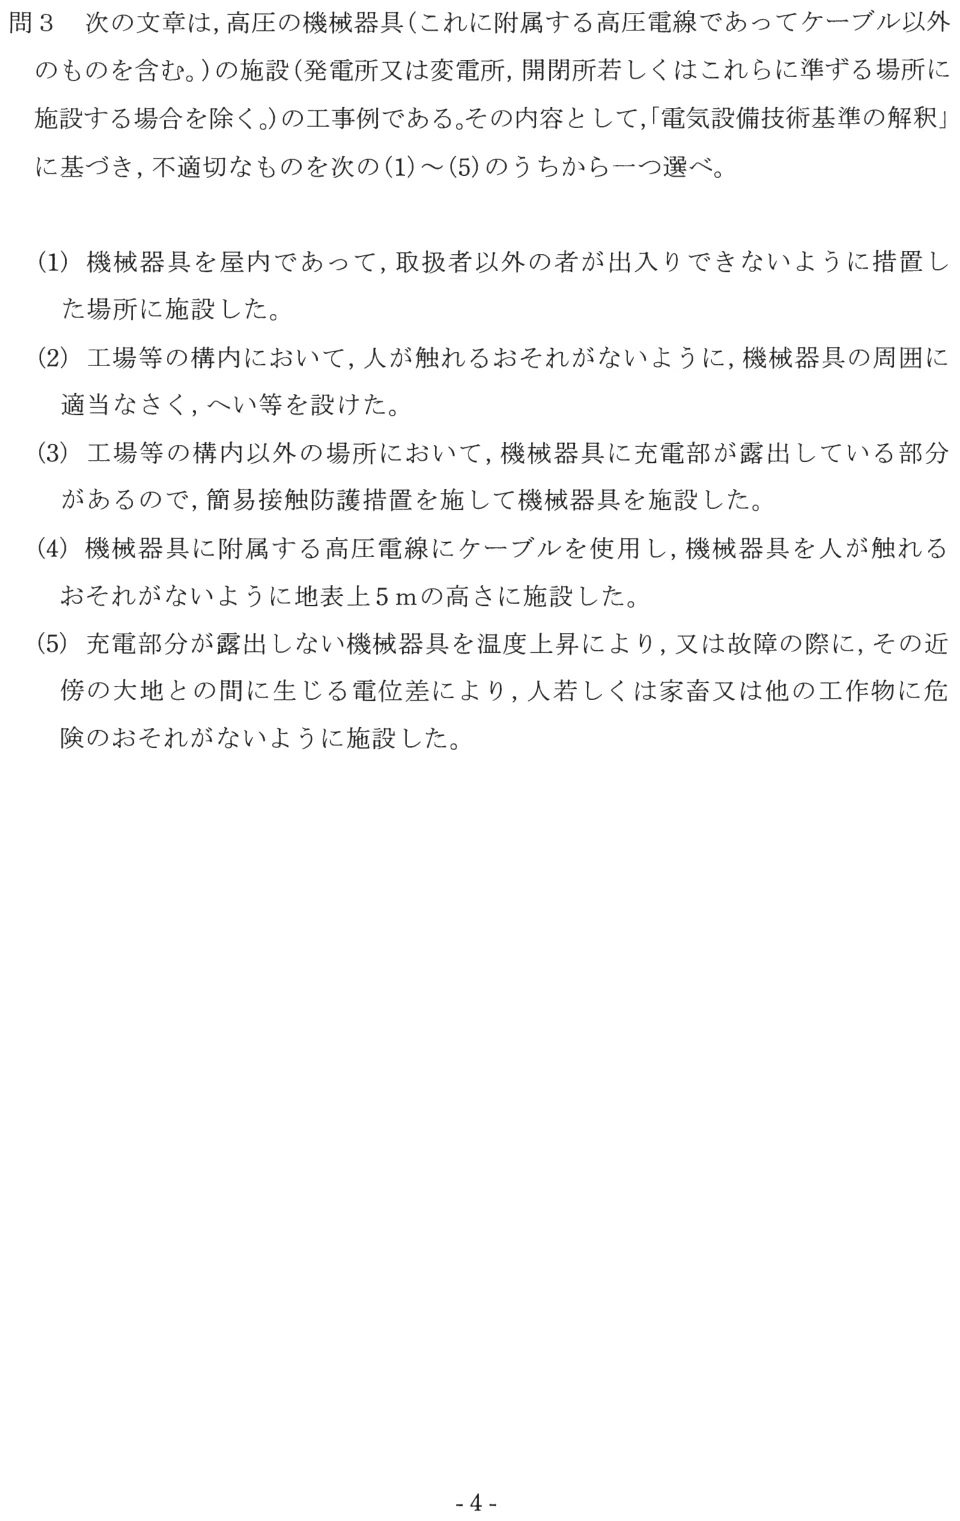 問3　次の文章は,高圧の機械器具(これに附属する高圧電線であってケーブル以外
のものを含む。)の施設(発電所又は変電所,開閉所若しくはこれらに準ずる場所に
施設する場合を除く。)の工事例である。その内容として,「電気設備技術基準の解釈」
に基づき,不適切なものを次の(1)～(5)のうちから一つ選べ。
(1) 機械器具を屋内であって,取扱者以外の者が出入りできないように措置し
た場所に施設した。
(2) 工場等の構内において,人が触れるおそれがないように,機械器具の周囲に
適当なさく,へい等を設けた。
(3) 工場等の構内以外の場所において,機械器具に充電部が露出している部分
があるので,簡易接触防護措置を施して機械器具を施設した。
(4) 機械器具に附属する高圧電線にケーブルを使用し,機械器具を人が触れる
おそれがないように地表上5mの高さに施設した。
(5) 充電部分が露出しない機械器具を温度上昇により,又は故障の際に,その近
傍の大地との間に生じる電位差により,人若しくは家畜又は他の工作物に危
険のおそれがないように施設した。
- 4 -